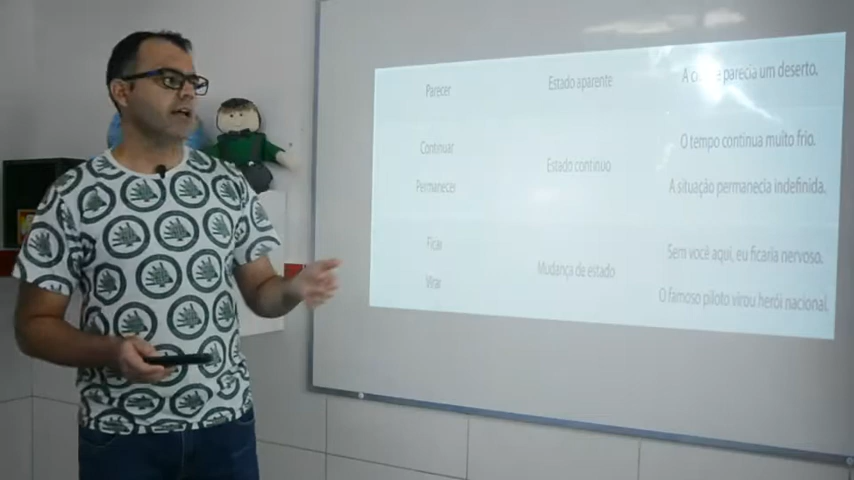 Parecer Estado aparente A c parecia um deserto.
Continuar O tempo continua muito frio.
Estado contínuo
Permanecer A situação permanecia indefinida.
Ficar Sem você aqui, eu ficaria nervoso.
Mudança de estado
Virar O famoso piloto virou herói nacional.